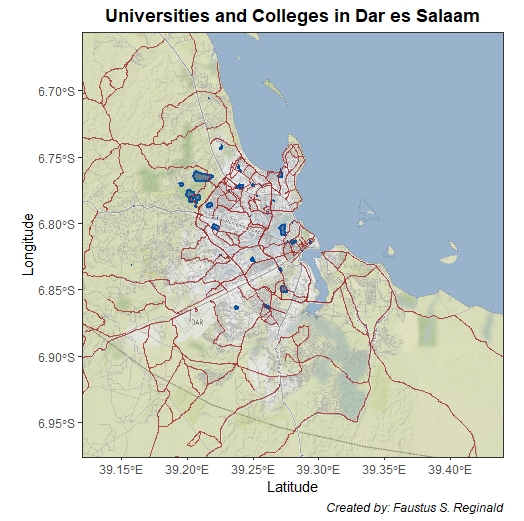 Universities and Colleges in Dar es Salaam
6.70°S
6.75°S
6.80°S
6.85°S
6.90°S
6.95°S
Longitude
DAR
39.15°E 39.20°E 39.25°E 39.30°E 39.35°E 39.40°E
Latitude
Created by: Faustus S. Reginald